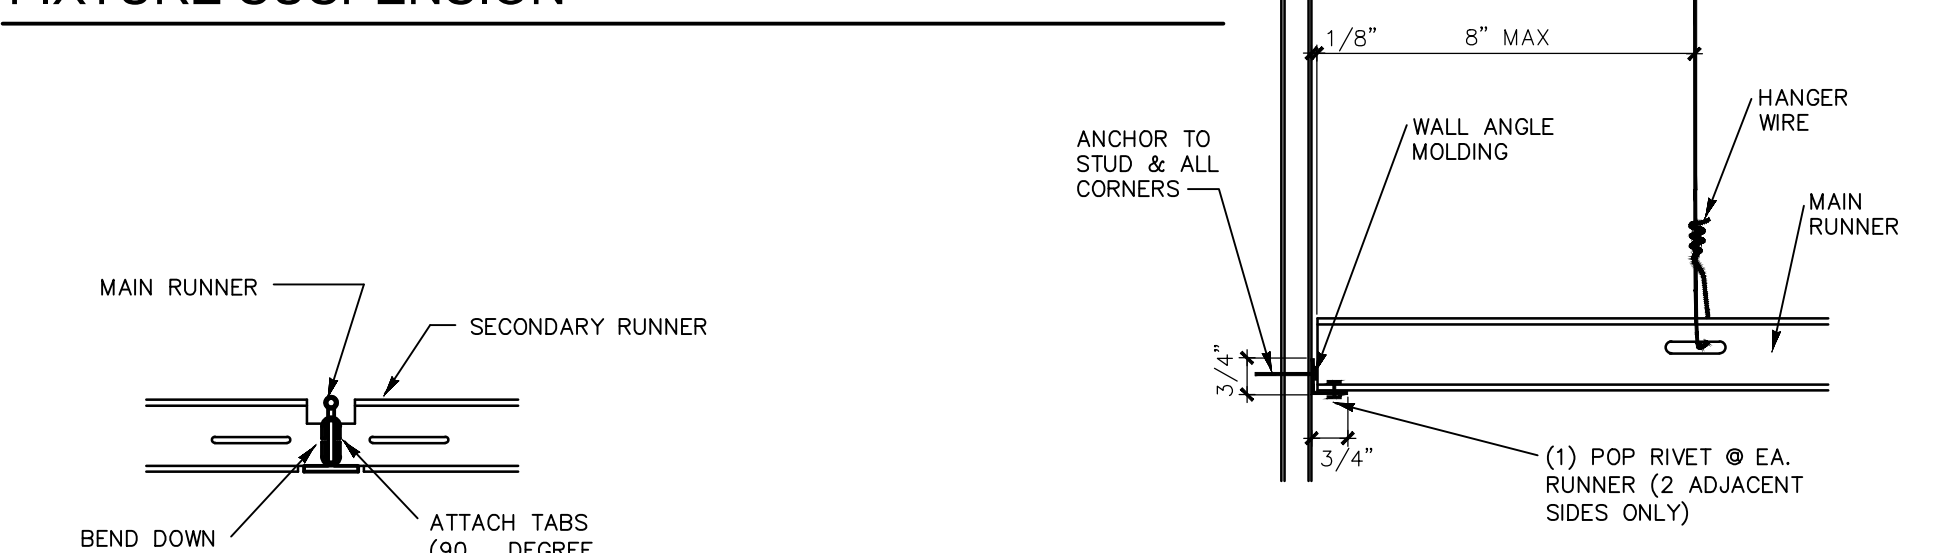 FIXTURE SUSPENSION
1/8"
8" MAX
HANGER
WIRE
WALL ANGLE
MOLDING
ANCHOR TO
STUD & ALL
CORNERS
MAIN
RUNNER
MAIN RUNNER
SECONDARY RUNNER
3/4"
3/4"
(1) POP RIVET @ EA.
RUNNER (2 ADJACENT
SIDES ONLY)
BEND DOWN
ATTACH TABS
(90 DEGREE